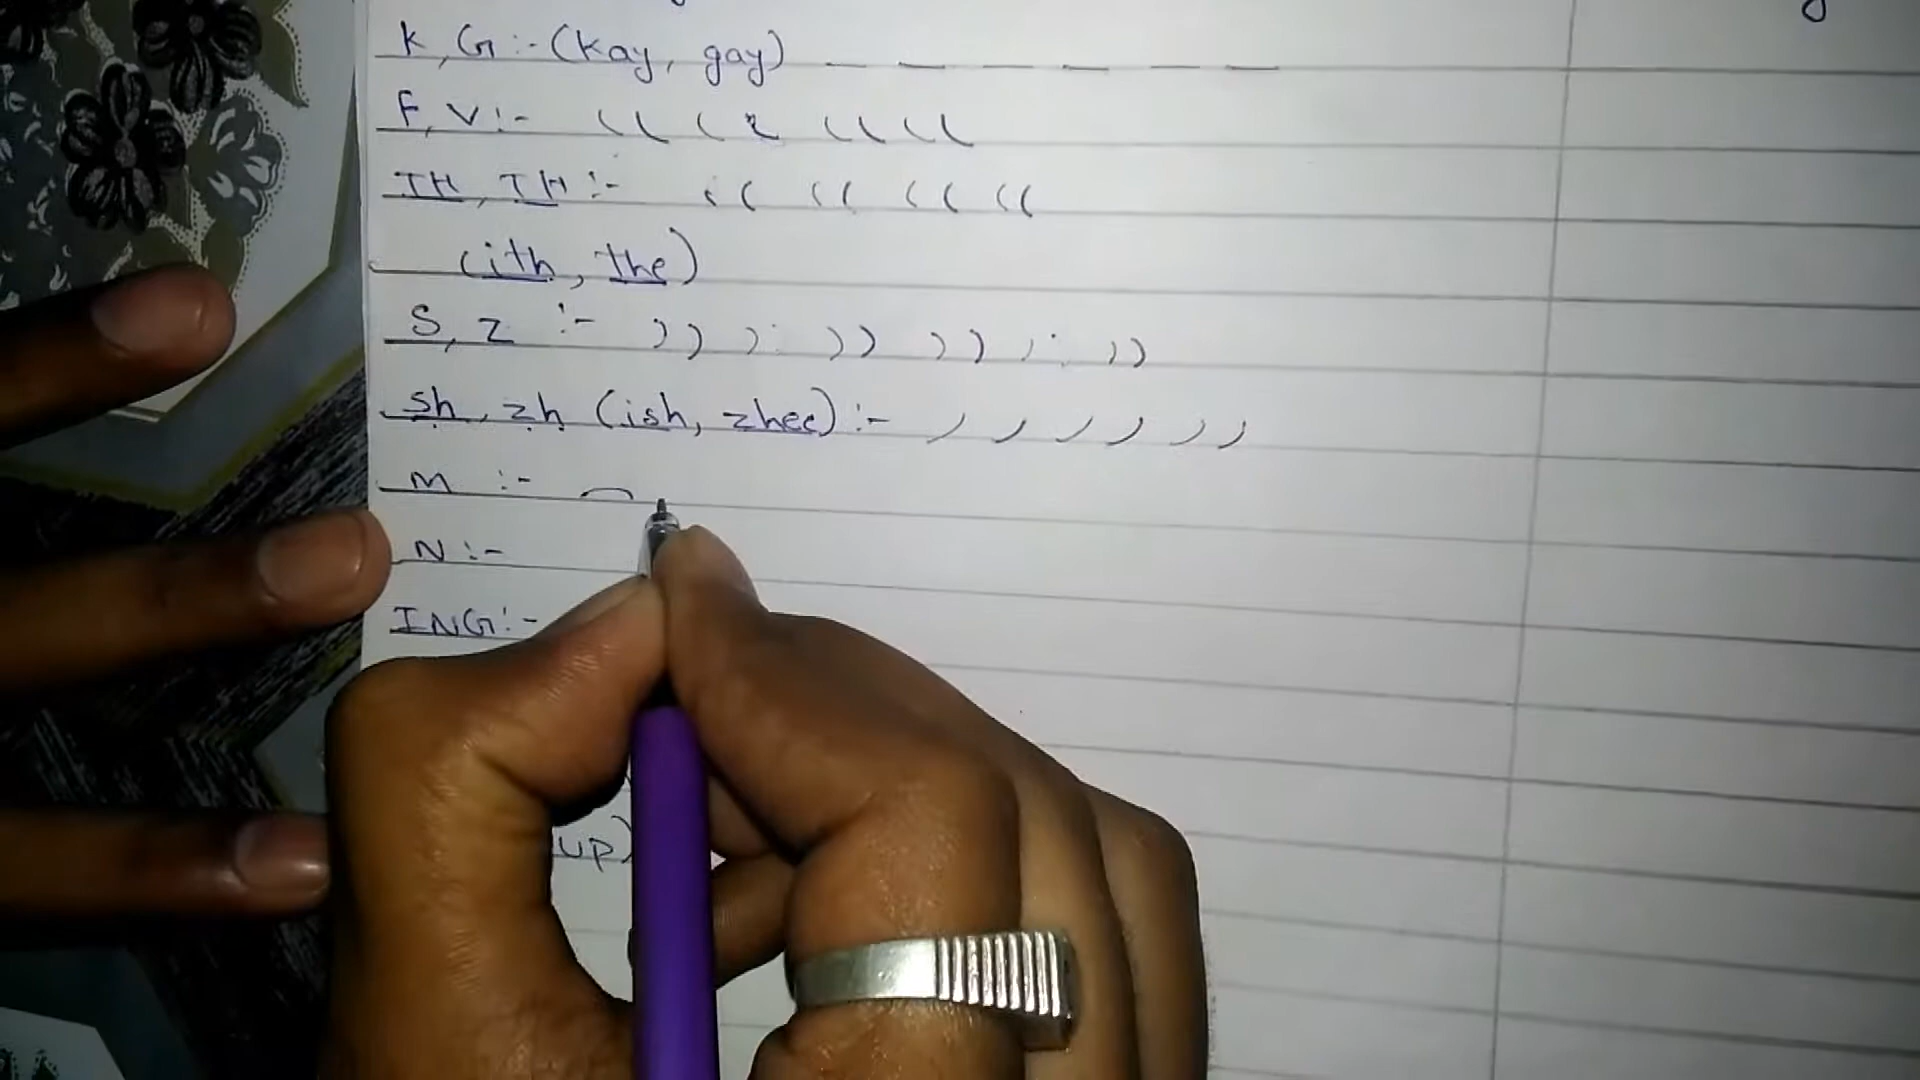 K, G :- (Kay, gay) — — — — — —
F, V :- ( ( ( ( ( ( ( (
TH, TH :- ( ( ( ( ( ( ( (
(ith, the)
S, Z :- ) ) ) ) ) ) ) ) ) )
Sh, Zh (ish, zhee) :- ) ) ) ) ) )
M :- ⌒
N :-
ING :-
up)